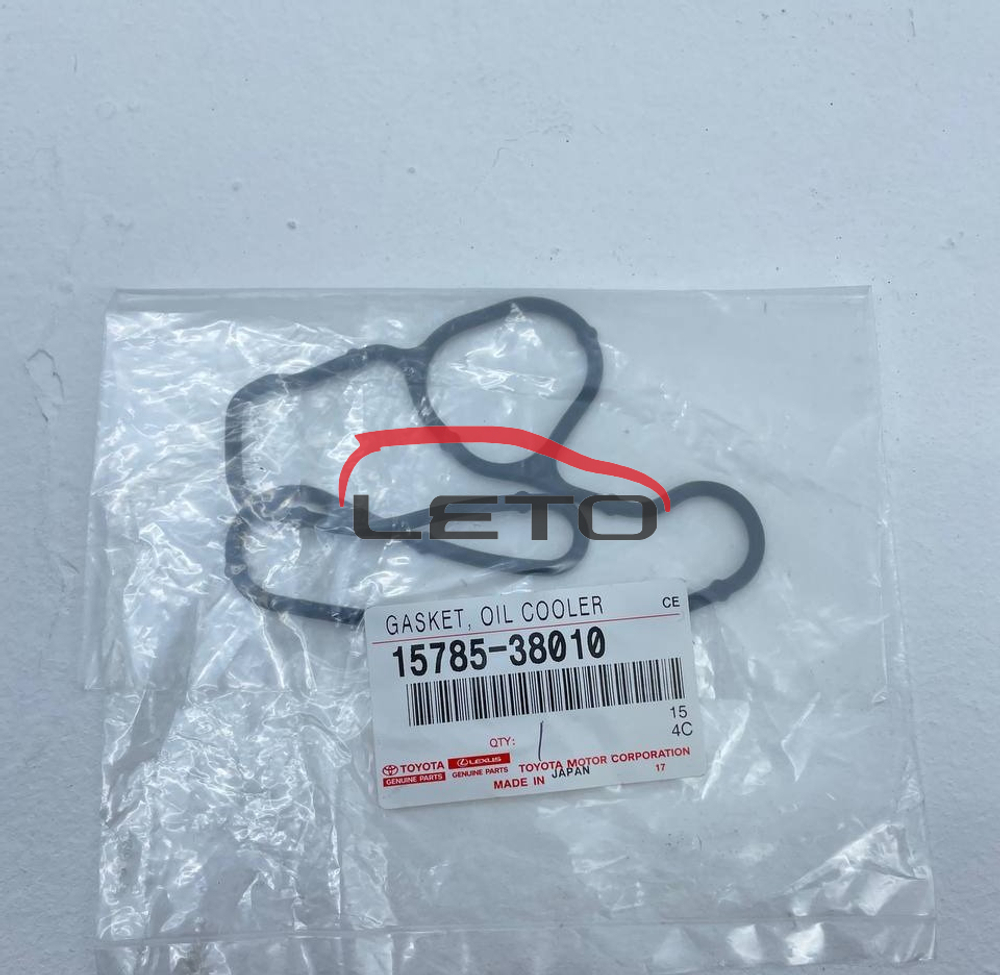 LETO
GASKET, OIL COOLER CE
15785-38010
15
4C
QTY: 1
TOYOTA LEXUS TOYOTA MOTOR CORPORATION
GENUINE PARTS GENUINE PARTS MADE IN JAPAN 17